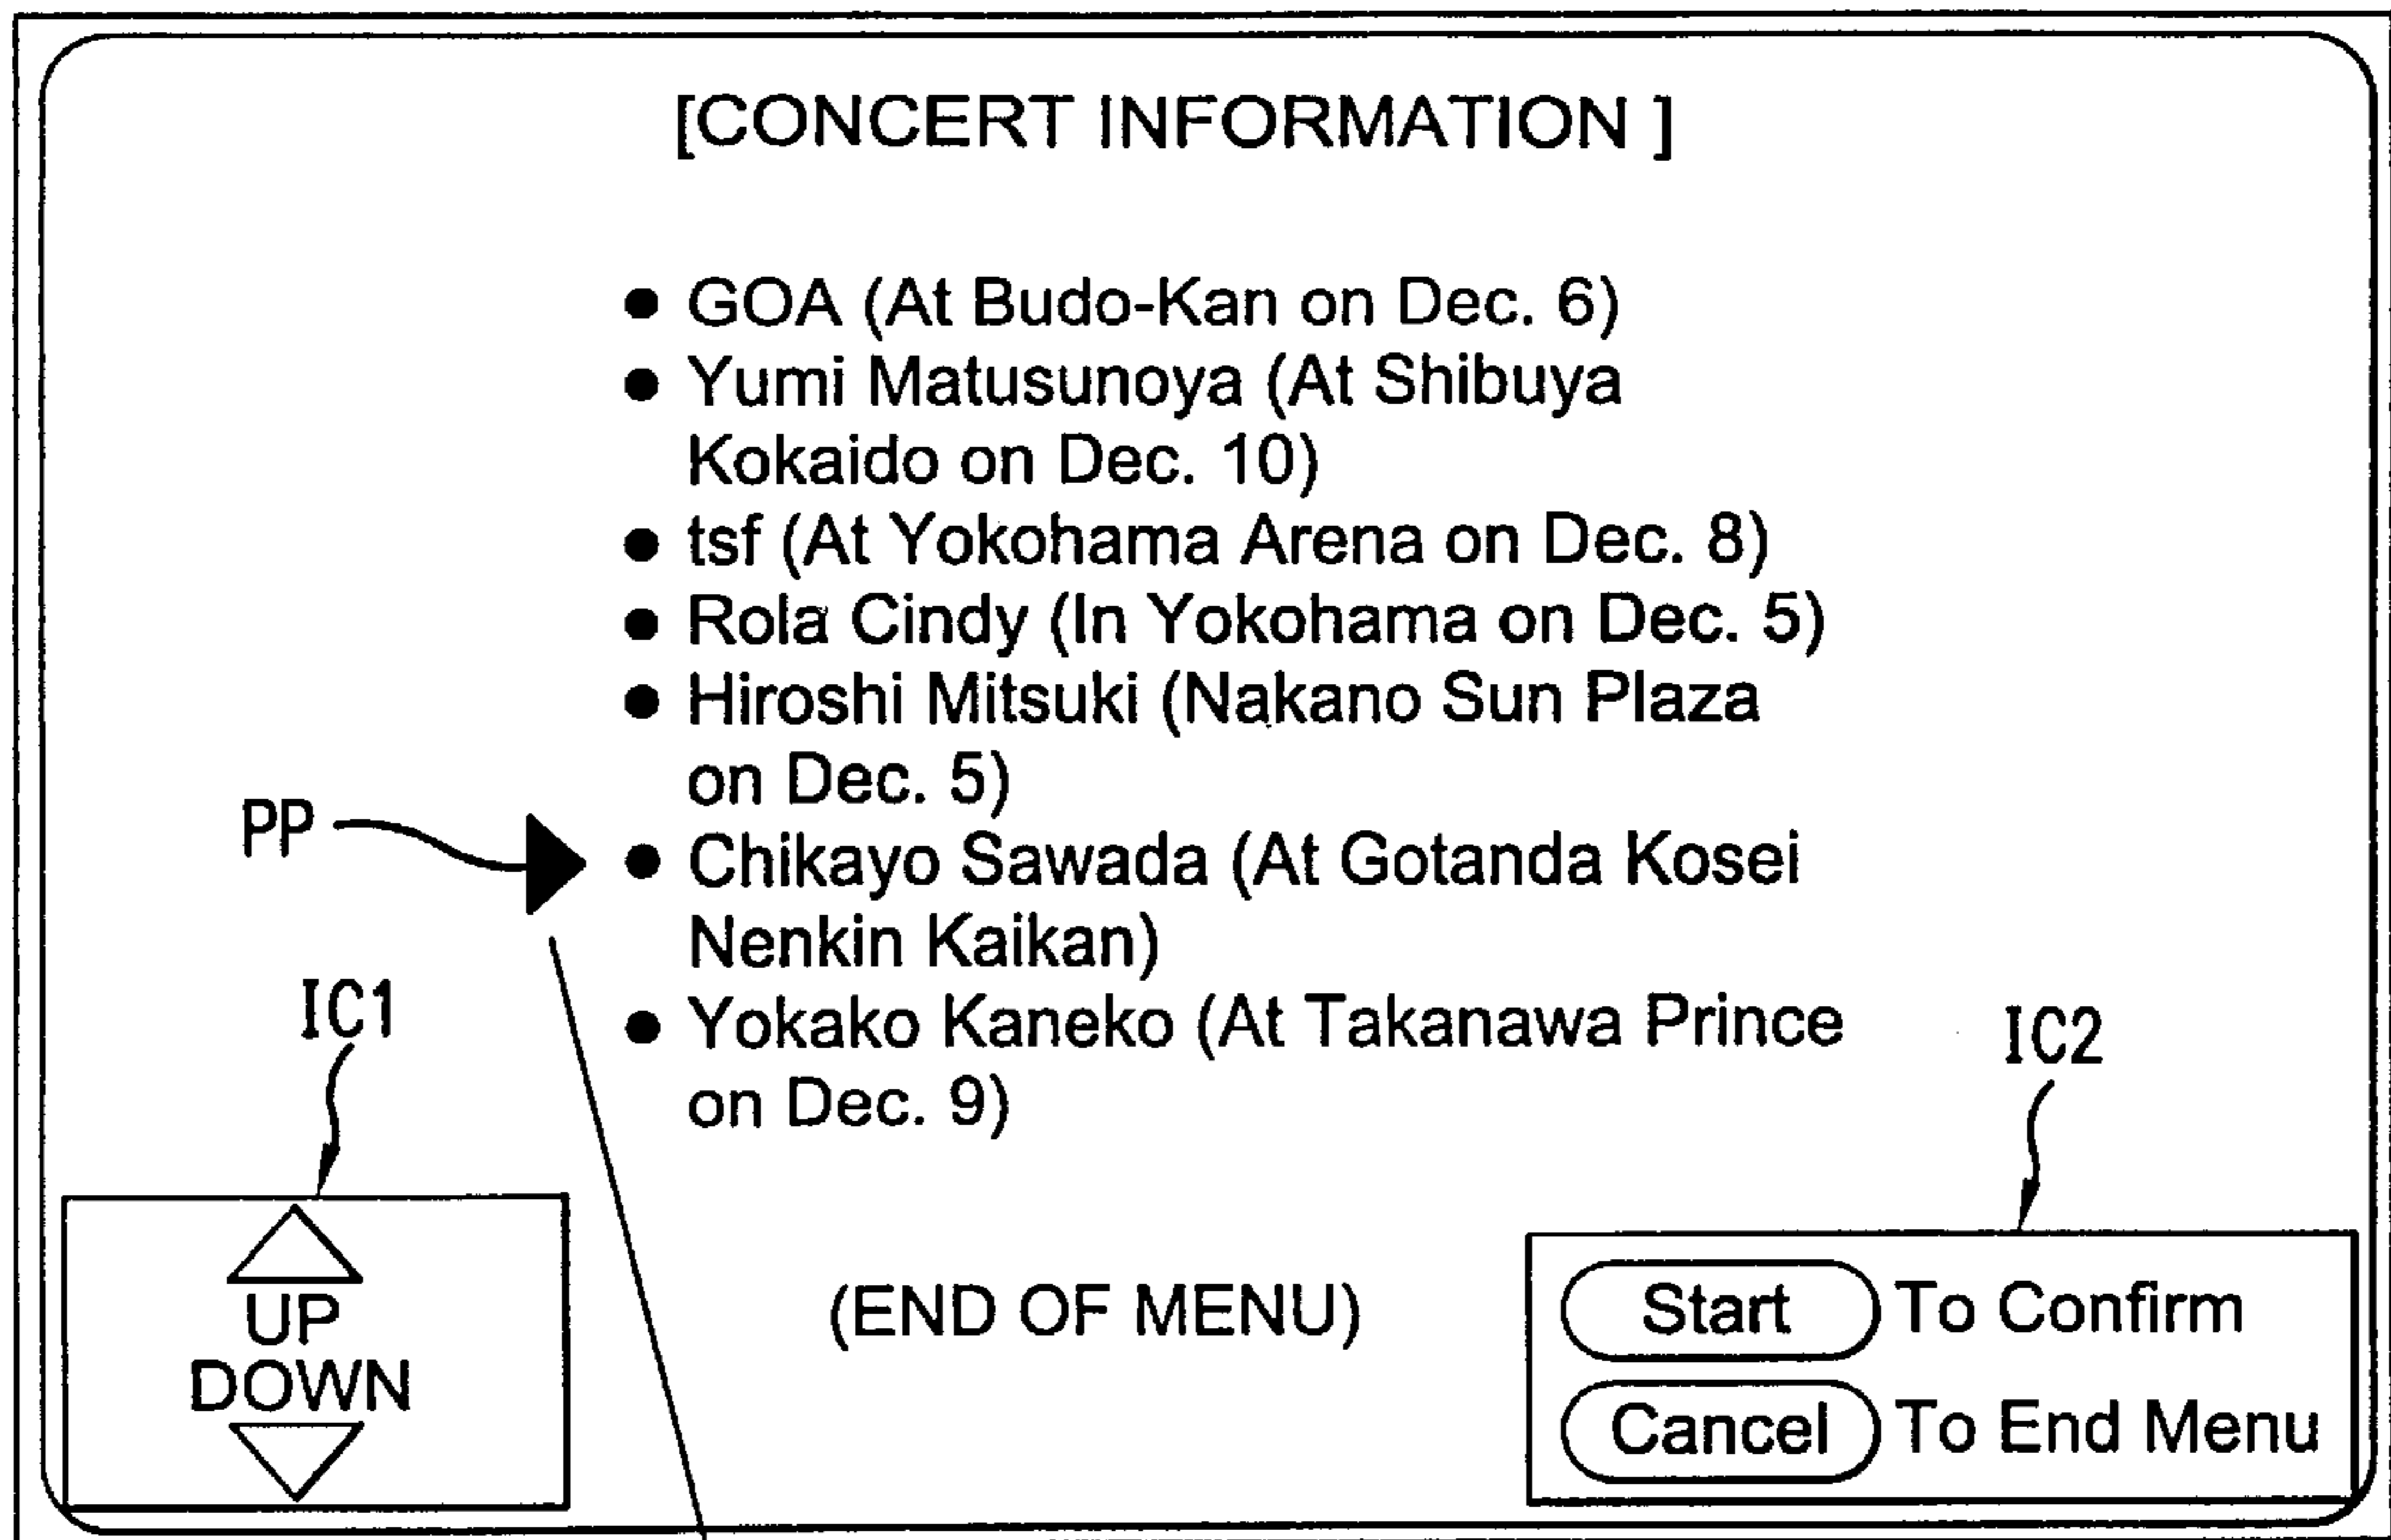 [CONCERT INFORMATION ]
● GOA (At Budo-Kan on Dec. 6)
● Yumi Matusunoya (At Shibuya
Kokaido on Dec. 10)
● tsf (At Yokohama Arena on Dec. 8)
● Rola Cindy (In Yokohama on Dec. 5)
● Hiroshi Mitsuki (Nakano Sun Plaza
on Dec. 5)
PP
● Chikayo Sawada (At Gotanda Kosei
Nenkin Kaikan)
IC1
● Yokako Kaneko (At Takanawa Prince
on Dec. 9)
IC2
UP
DOWN
(END OF MENU)
Start To Confirm
Cancel To End Menu